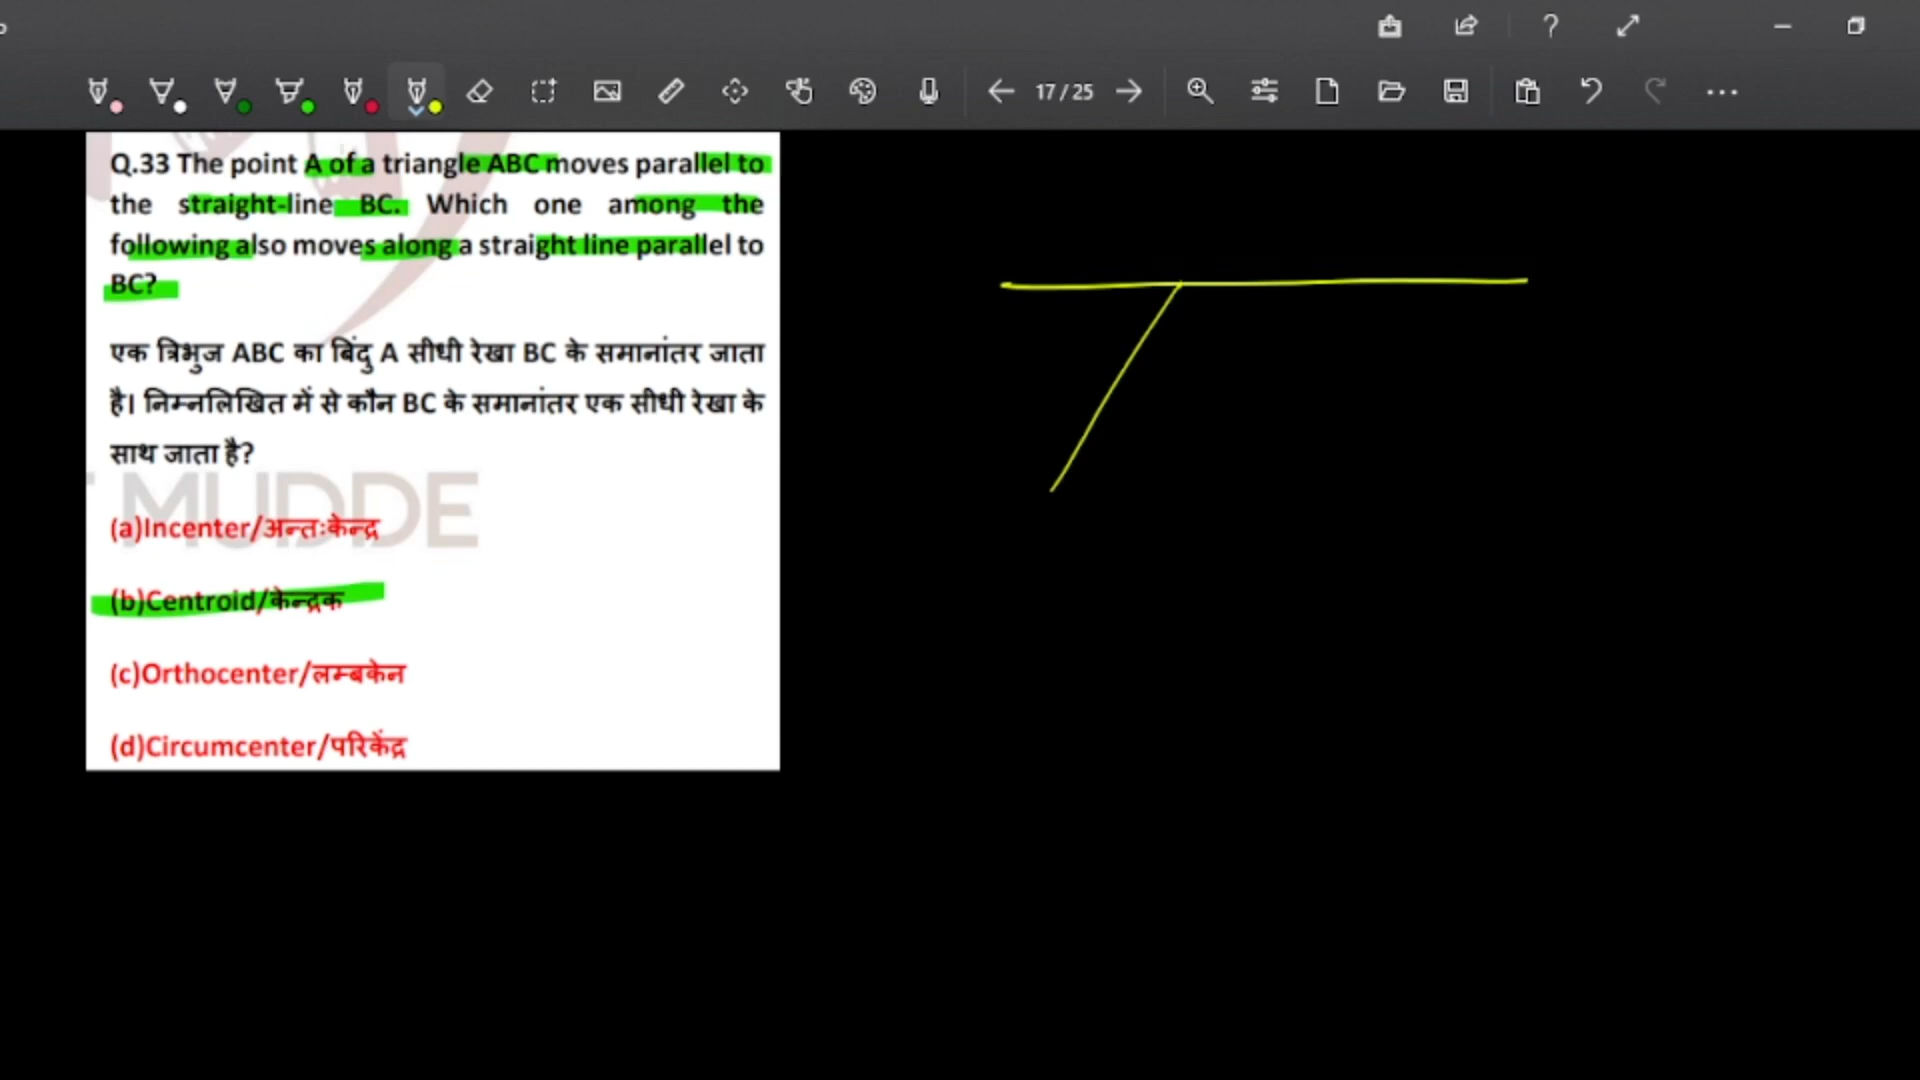 17 / 25
Q.33 The point A of a triangle ABC moves parallel to
the straight-line BC. Which one among the
following also moves along a straight line parallel to
BC?
एक त्रिभुज ABC का बिंदु A सीधी रेखा BC के समानांतर जाता
है। निम्नलिखित में से कौन BC के समानांतर एक सीधी रेखा के
साथ जाता है?
MUDDE
(a)Incenter/अन्तःकेन्द्र
(b)Centroid/केन्द्रक
(c)Orthocenter/लम्बकेन
(d)Circumcenter/परिकेंद्र